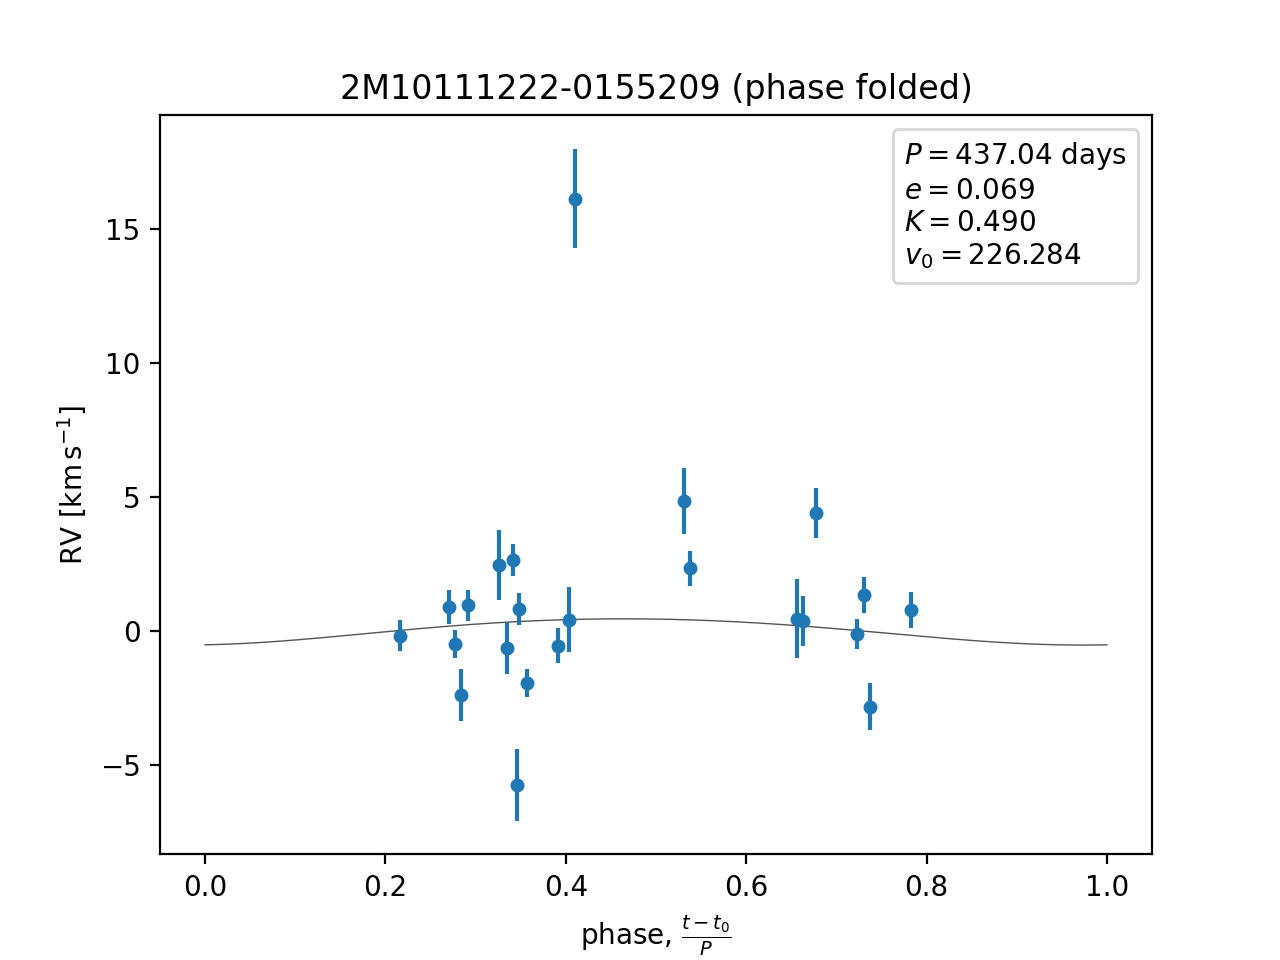 2M10111222-0155209 (phase folded)
P = 437.04 days
e = 0.069
K = 0.490
v₀ = 226.284
15
10
5
0
−5
RV [km s⁻¹]
0.0 0.2 0.4 0.6 0.8 1.0
phase, (t − t₀)/P